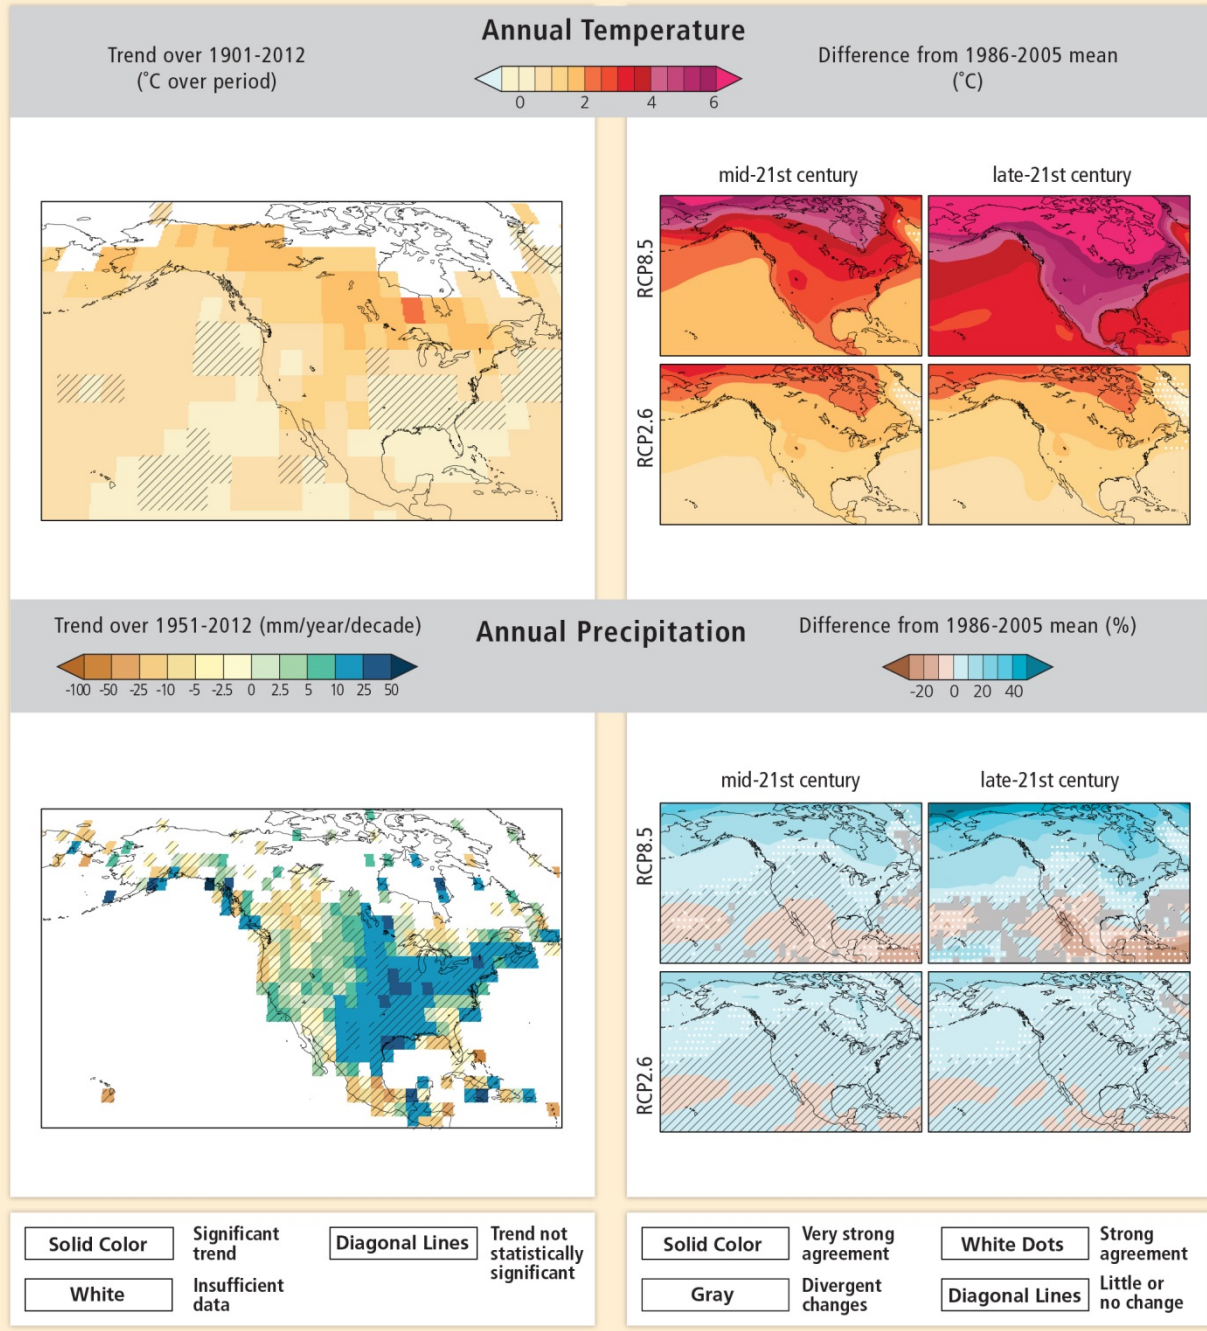 Annual Temperature
Trend over 1901-2012
(˚C over period)
0 2 4 6
Difference from 1986-2005 mean
(˚C)
mid-21st century
late-21st century
RCP8.5
RCP2.6
Annual Precipitation
Trend over 1951-2012 (mm/year/decade)
-100 -50 -25 -10 -5 -2.5 0 2.5 5 10 25 50
Difference from 1986-2005 mean (%)
-20 0 20 40
mid-21st century
late-21st century
RCP8.5
RCP2.6
Solid Color
Significant
trend
Diagonal Lines
Trend not
statistically
significant
White
Insufficient
data
Solid Color
Very strong
agreement
White Dots
Strong
agreement
Gray
Divergent
changes
Diagonal Lines
Little or
no change